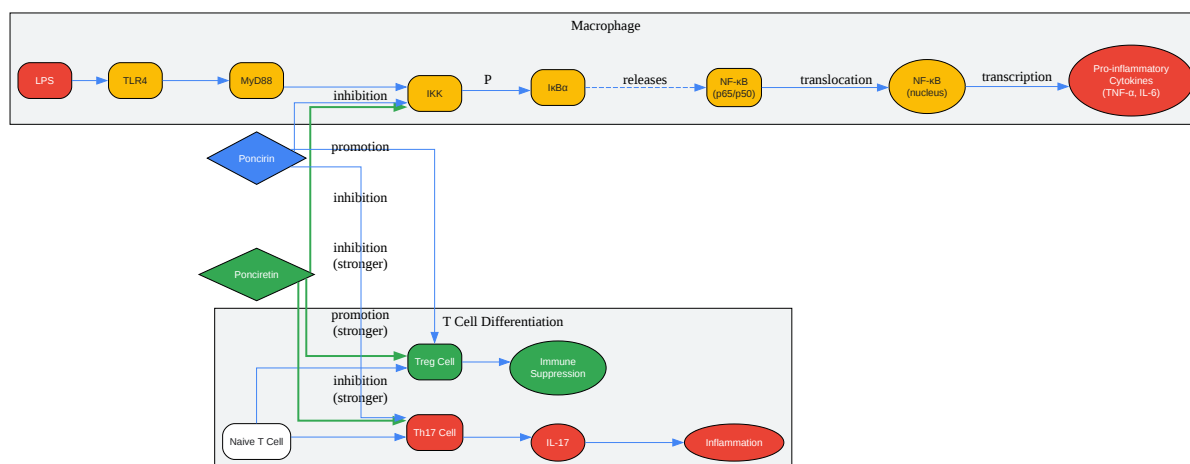 Macrophage
LPS
TLR4
MyD88
IKK
P
IκBα
releases
NF-κB
(p65/p50)
translocation
NF-κB
(nucleus)
transcription
Pro-inflammatory
Cytokines
(TNF-α, IL-6)
inhibition
Poncirin
promotion
inhibition
inhibition
(stronger)
Ponciretin
promotion
(stronger)
T Cell Differentiation
Treg Cell
Immune
Suppression
inhibition
(stronger)
Naive T Cell
Th17 Cell
IL-17
Inflammation